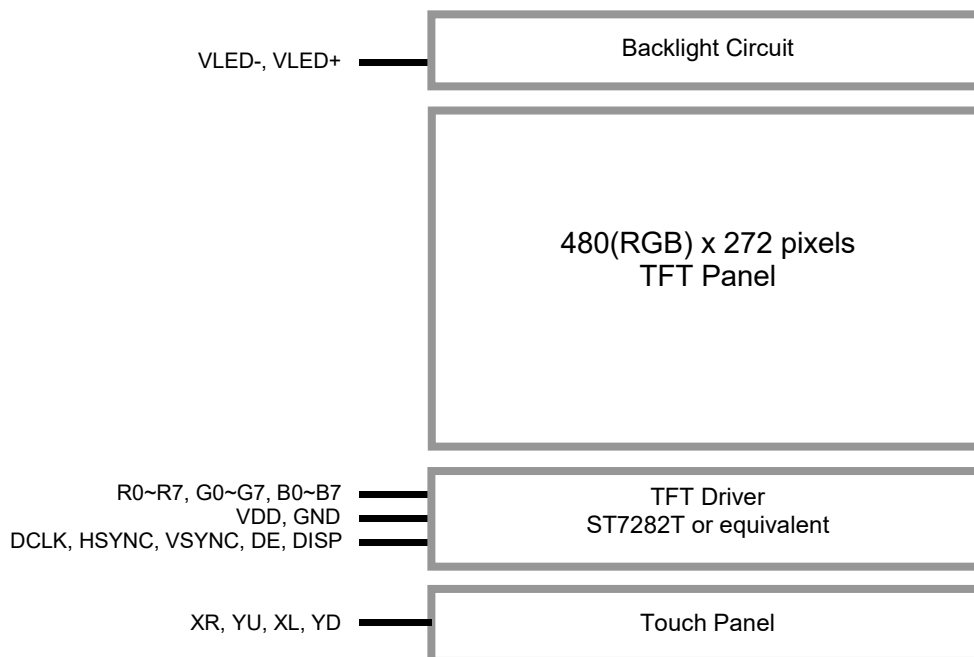 VLED-, VLED+
Backlight Circuit
480(RGB) x 272 pixels
TFT Panel
R0~R7, G0~G7, B0~B7
VDD, GND
DCLK, HSYNC, VSYNC, DE, DISP
TFT Driver
ST7282T or equivalent
XR, YU, XL, YD
Touch Panel